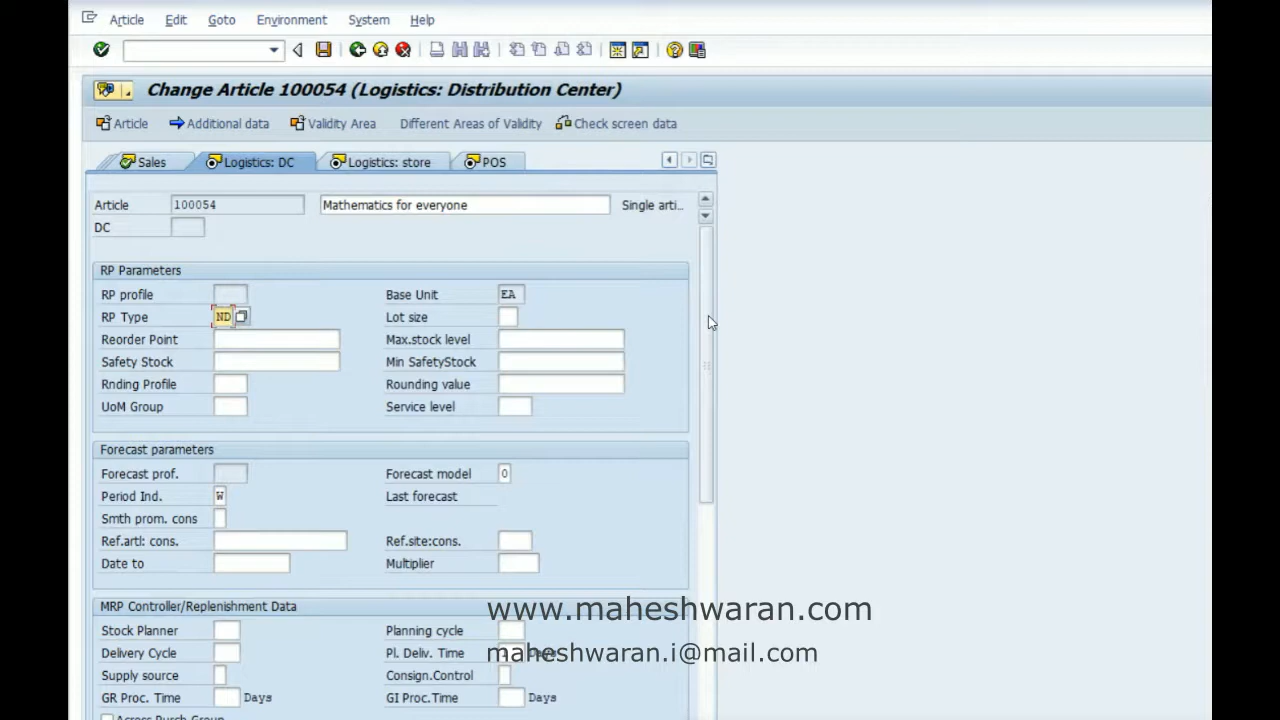 Article Edit Goto Environment System Help
Change Article 100054 (Logistics: Distribution Center)
Article Additional data Validity Area Different Areas of Validity Check screen data
Sales Logistics: DC Logistics: store POS
Article 100054 Mathematics for everyone Single arti..
DC
RP Parameters
RP profile Base Unit EA
RP Type ND Lot size
Reorder Point Max.stock level
Safety Stock Min SafetyStock
Rnding Profile Rounding value
UoM Group Service level
Forecast parameters
Forecast prof. Forecast model 0
Period Ind. W Last forecast
Smth prom. cons
Ref.artl: cons. Ref.site:cons.
Date to Multiplier
MRP Controller/Replenishment Data
www.maheshwaran.com
Stock Planner Planning cycle
Delivery Cycle Pl. Deliv. Time Days
maheshwaran.i@mail.com
Supply source Consign.Control
GR Proc. Time Days GI Proc.Time Days
Across Purch Group